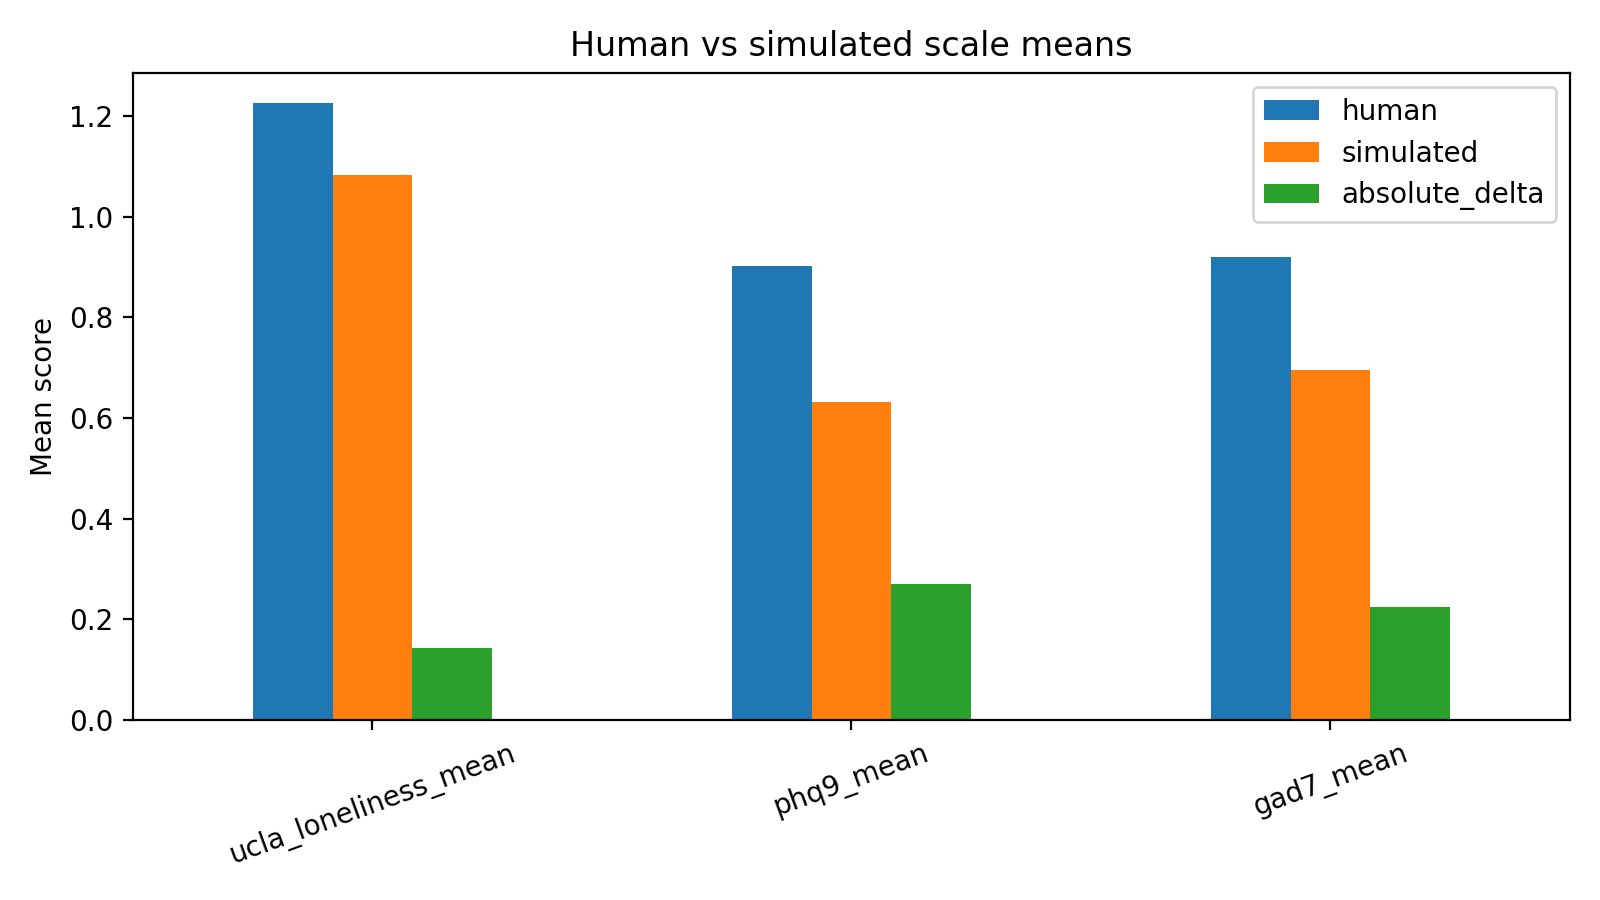 Human vs simulated scale means
human
simulated
absolute_delta
Mean score
1.2
1.0
0.8
0.6
0.4
0.2
0.0
ucla_loneliness_mean
phq9_mean
gad7_mean